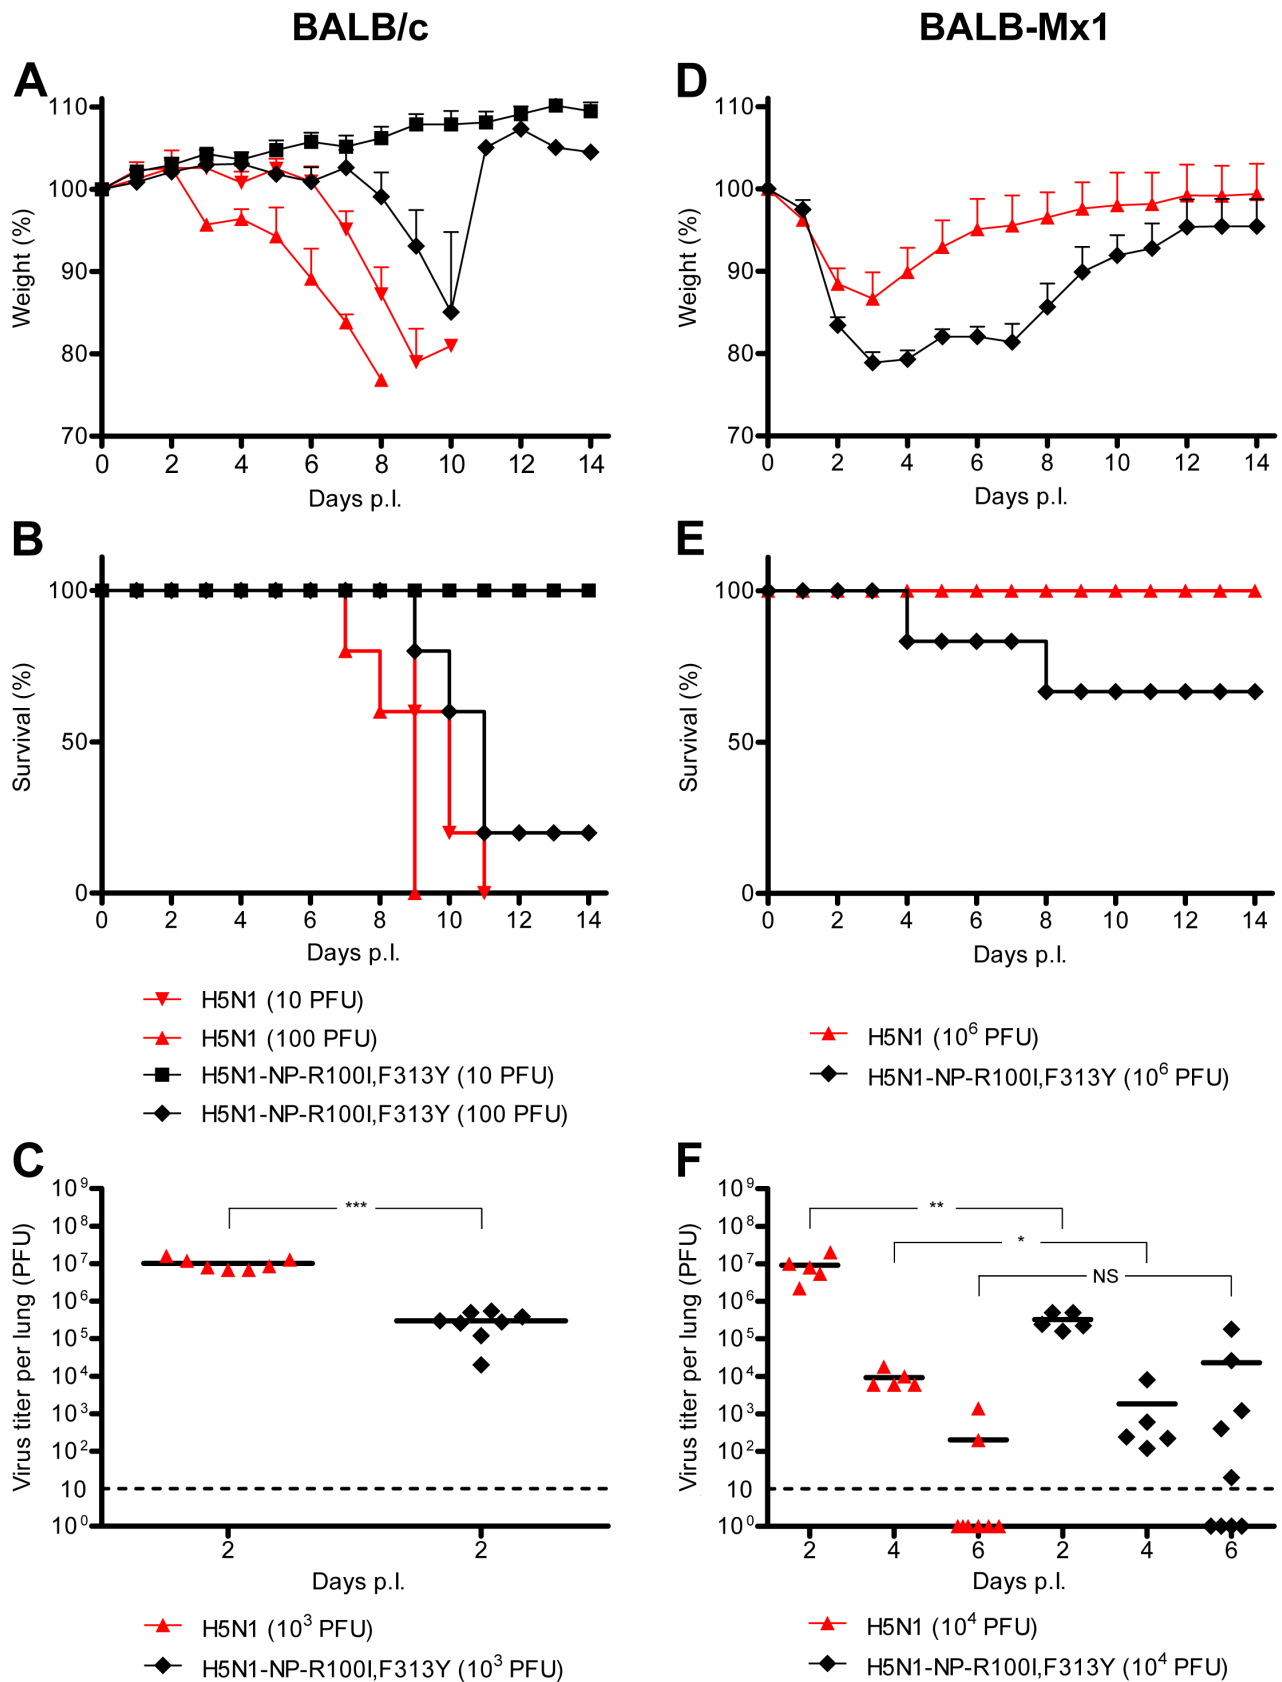 BALB/c
BALB-Mx1
A
110
100
90
80
70
Weight (%)
0 2 4 6 8 10 12 14
Days p.I.
D
110
100
90
80
70
Weight (%)
0 2 4 6 8 10 12 14
Days p.I.
B
100
50
0
Survival (%)
0 2 4 6 8 10 12 14
Days p.I.
E
100
50
0
Survival (%)
0 2 4 6 8 10 12 14
Days p.I.
H5N1 (10 PFU)
H5N1 (100 PFU)
H5N1-NP-R100I,F313Y (10 PFU)
H5N1-NP-R100I,F313Y (100 PFU)
H5N1 (10⁶ PFU)
H5N1-NP-R100I,F313Y (10⁶ PFU)
C
10⁹
10⁸
10⁷
10⁶
10⁵
10⁴
10³
10²
10
10⁰
Virus titer per lung (PFU)
***
2 2
Days p.I.
H5N1 (10³ PFU)
H5N1-NP-R100I,F313Y (10³ PFU)
F
10⁹
10⁸
10⁷
10⁶
10⁵
10⁴
10³
10²
10
10⁰
Virus titer per lung (PFU)
**
*
NS
2 4 6 2 4 6
Days p.I.
H5N1 (10⁴ PFU)
H5N1-NP-R100I,F313Y (10⁴ PFU)